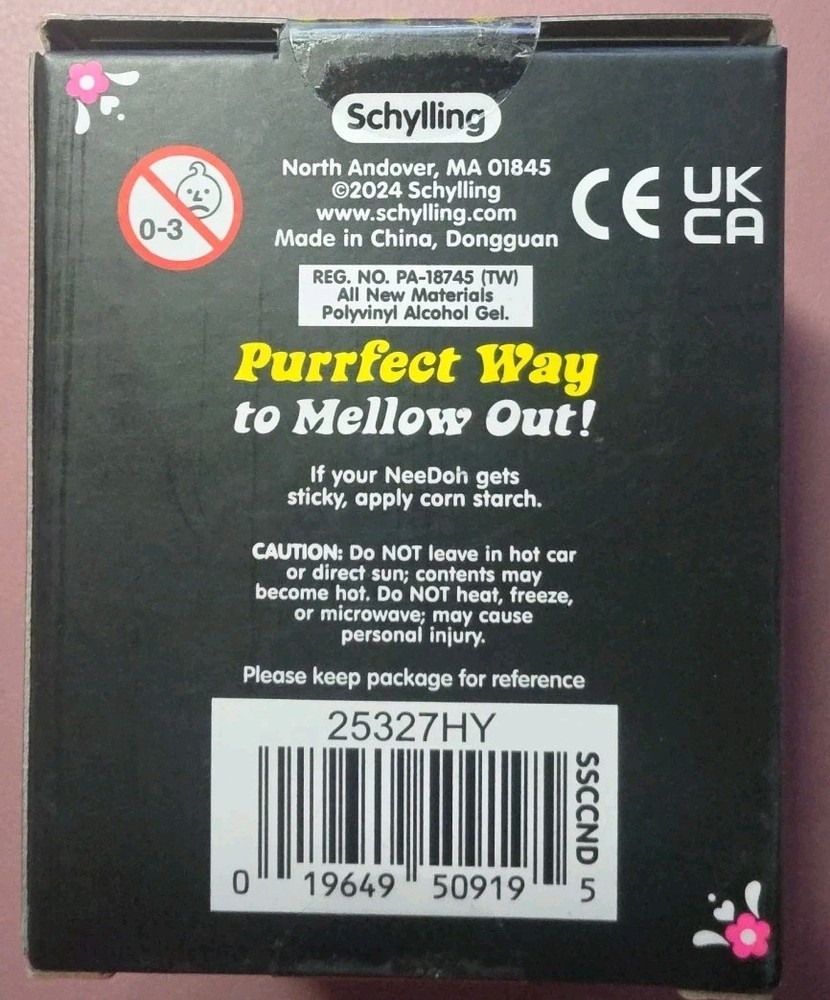 Schylling
North Andover, MA 01845
©2024 Schylling
www.schylling.com
Made in China, Dongguan
0-3
CE
UK
CA
REG. NO. PA-18745 (TW)
All New Materials
Polyvinyl Alcohol Gel.
Purrfect Way
to Mellow Out!
If your NeeDoh gets
sticky, apply corn starch.
CAUTION: Do NOT leave in hot car
or direct sun; contents may
become hot. Do NOT heat, freeze,
or microwave; may cause
personal injury.
Please keep package for reference
25327HY
SSCCND
0 19649 50919 5